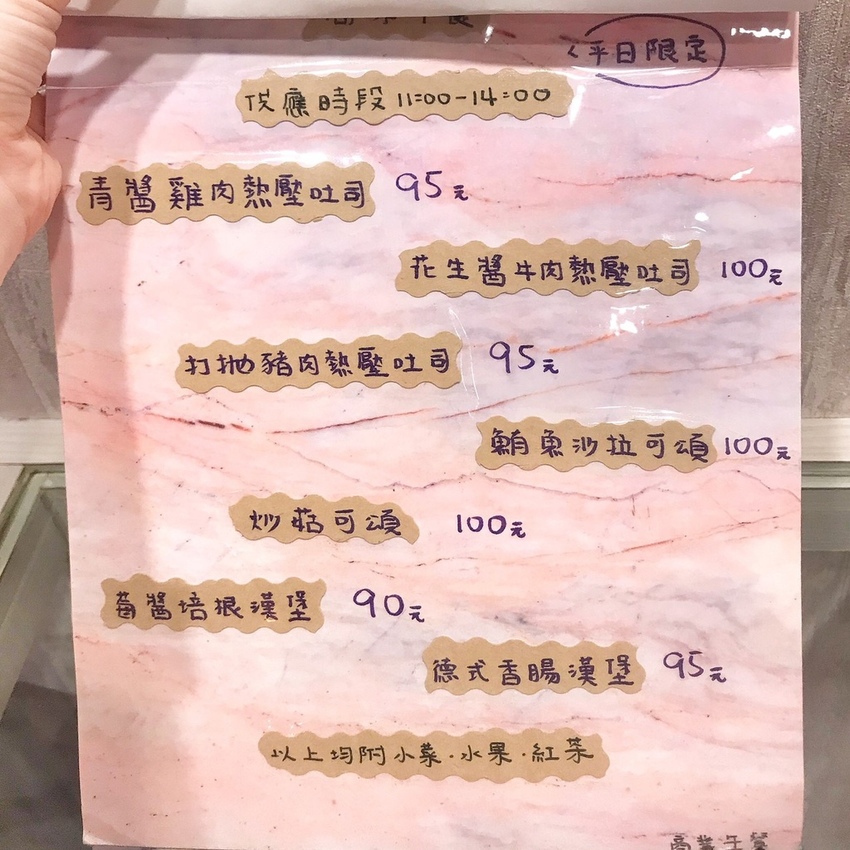 平日限定
供應時段 11:00-14:00
青醬雞肉熱壓吐司 95元
花生醬牛肉熱壓吐司 100元
打拋豬肉熱壓吐司 95元
鮪魚沙拉可頌 100元
炒菇可頌 100元
莓醬培根漢堡 90元
德式香腸漢堡 95元
以上均附小菜.水果.紅茶
商業午餐